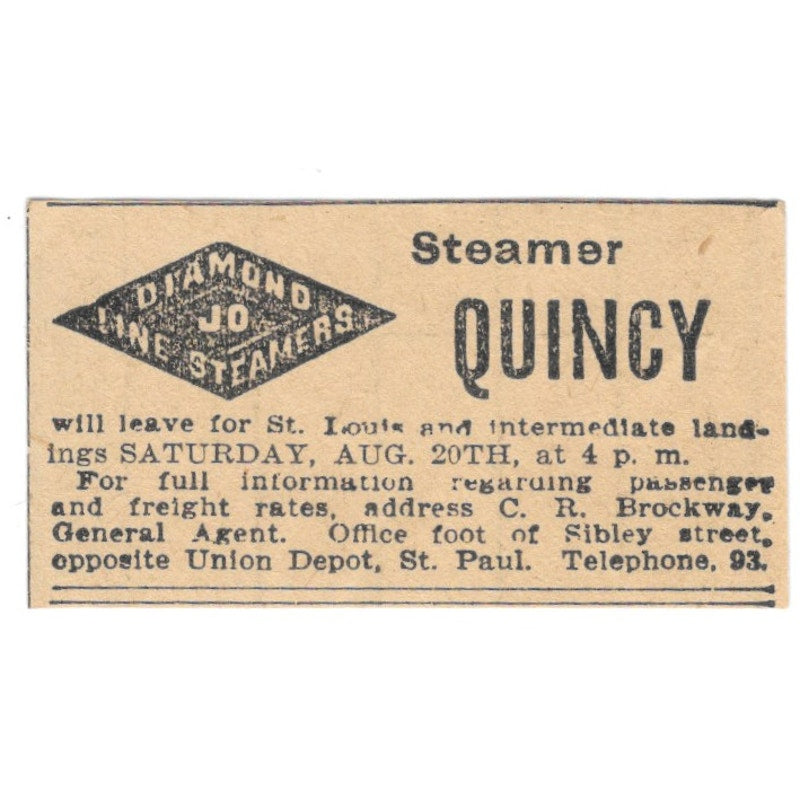 DIAMOND
JO
LINE STEAMERS
Steamer
QUINCY
will leave for St. Louis and intermediate land-
ings SATURDAY, AUG. 20TH, at 4 p. m.
For full information regarding passenger
and freight rates, address C. R. Brockway,
General Agent. Office foot of Sibley street,
opposite Union Depot, St. Paul. Telephone, 93.